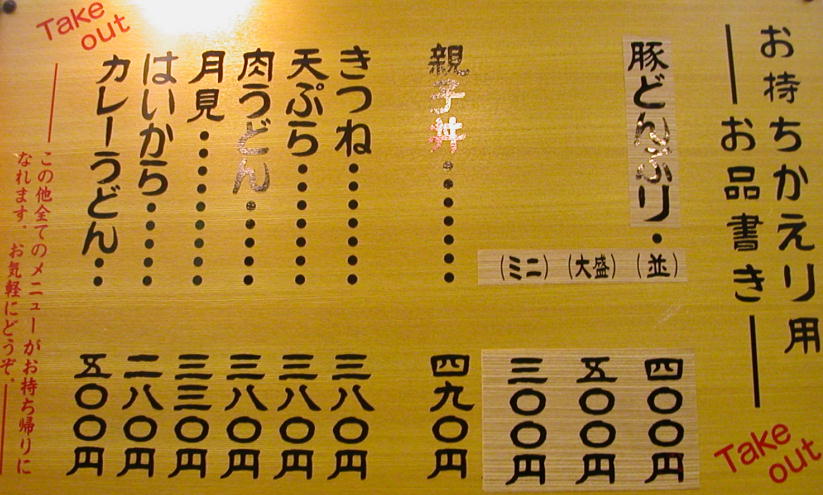 お持ちかえり用
お品書き
豚どんぶり・(並) 四〇〇円
(大盛) 五〇〇円
(ミニ) 三〇〇円
親子丼・・・・・ 四九〇円
きつね・・・・・ 三八〇円
天ぷら・・・・・ 三八〇円
肉うどん・・・・ 三八〇円
月見・・・・・・・・ 三三〇円
はいから・・・・ 二八〇円
カレーうどん・・ 五〇〇円
この他全てのメニューがお持ち帰りに
なれます。お気軽にどうぞ。
Take
out
Take
out